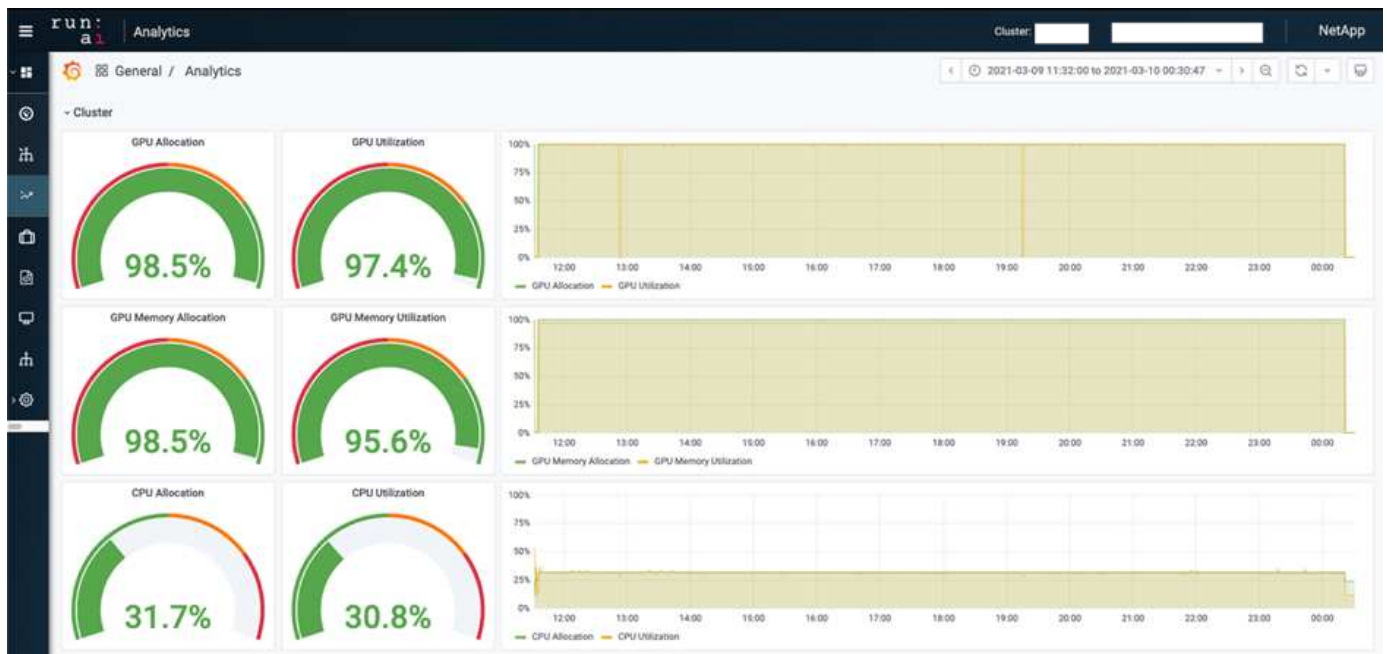 run:
ai
Analytics
Cluster:
NetApp
General / Analytics
2021-03-09 11:32:00 to 2021-03-10 00:30:47
Cluster
GPU Allocation
98.5%
GPU Utilization
97.4%
100%
75%
50%
25%
0%
12:00 13:00 14:00 15:00 16:00 17:00 18:00 19:00 20:00 21:00 22:00 23:00 00:00
GPU Allocation GPU Utilization
GPU Memory Allocation
98.5%
GPU Memory Utilization
95.6%
100%
75%
50%
25%
0%
12:00 13:00 14:00 15:00 16:00 17:00 18:00 19:00 20:00 21:00 22:00 23:00 00:00
GPU Memory Allocation GPU Memory Utilization
CPU Allocation
31.7%
CPU Utilization
30.8%
100%
75%
50%
25%
0%
12:00 13:00 14:00 15:00 16:00 17:00 18:00 19:00 20:00 21:00 22:00 23:00 00:00
CPU Allocation CPU Utilization